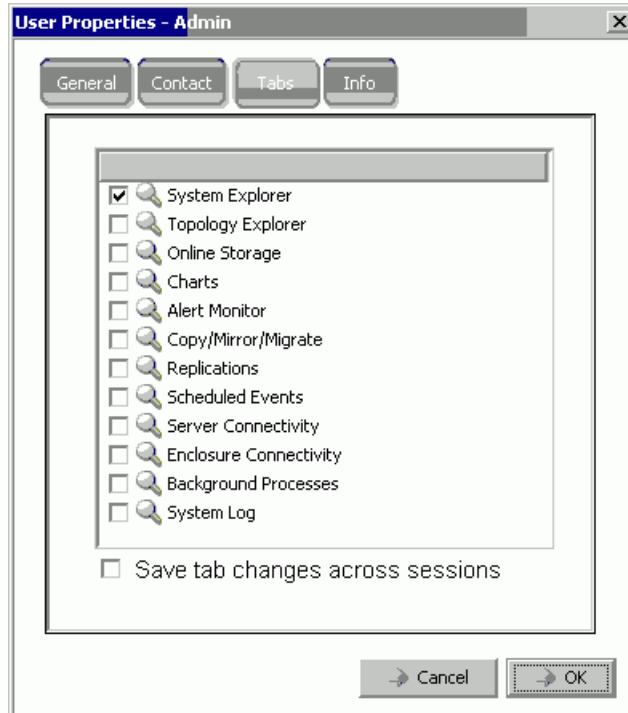 User Properties - Admin
General Contact Tabs Info
System Explorer
Topology Explorer
Online Storage
Charts
Alert Monitor
Copy/Mirror/Migrate
Replications
Scheduled Events
Server Connectivity
Enclosure Connectivity
Background Processes
System Log
Save tab changes across sessions
Cancel OK